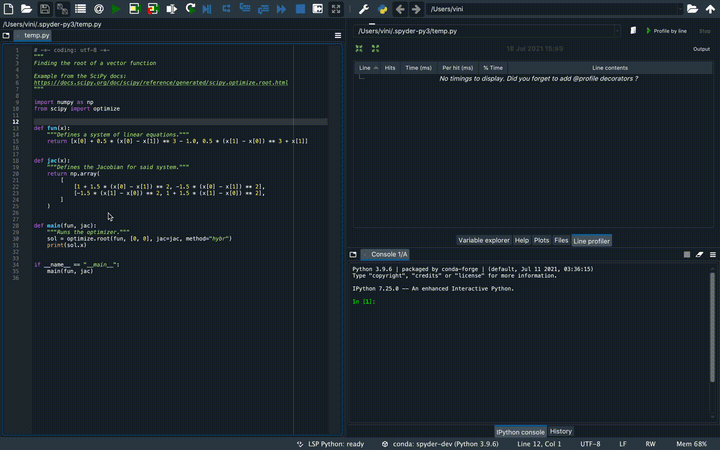 /Users/vini
/Users/vini/.spyder-py3/temp.py
temp.py
1 # -*- coding: utf-8 -*-
2 """
3 Finding the root of a vector function
4
5 Example from the SciPy docs:
6 https://docs.scipy.org/doc/scipy/reference/generated/scipy.optimize.root.html
7 """
8
9 import numpy as np
10 from scipy import optimize
11
12
13 def fun(x):
14 """Defines a system of linear equations."""
15 return [x[0] + 0.5 * (x[0] - x[1]) ** 3 - 1.0, 0.5 * (x[1] - x[0]) ** 3 + x[1]]
16
17
18 def jac(x):
19 """Defines the Jacobian for said system."""
20 return np.array(
21 [
22 [1 + 1.5 * (x[0] - x[1]) ** 2, -1.5 * (x[0] - x[1]) ** 2],
23 [-1.5 * (x[1] - x[0]) ** 2, 1 + 1.5 * (x[1] - x[0]) ** 2],
24 ]
25 )
26
27
28 def main(fun, jac):
29 """Runs the optimizer."""
30 sol = optimize.root(fun, [0, 0], jac=jac, method="hybr")
31 print(sol.x)
32
33
34 if __name__ == "__main__":
35 main(fun, jac)
36
/Users/vini/.spyder-py3/temp.py
Profile by line
Stop
Output
Line Hits Time (ms) Per hit (ms) % Time Line contents
No timings to display. Did you forget to add @profile decorators ?
Variable explorer Help Plots Files Line profiler
Console 1/A
Python 3.9.6 | packaged by conda-forge | (default, Jul 11 2021, 03:36:15)
Type "copyright", "credits" or "license" for more information.
IPython 7.25.0 -- An enhanced Interactive Python.
In [1]:
IPython console History
LSP Python: ready conda: spyder-dev (Python 3.9.6) Line 12, Col 1 UTF-8 LF RW Mem 68%